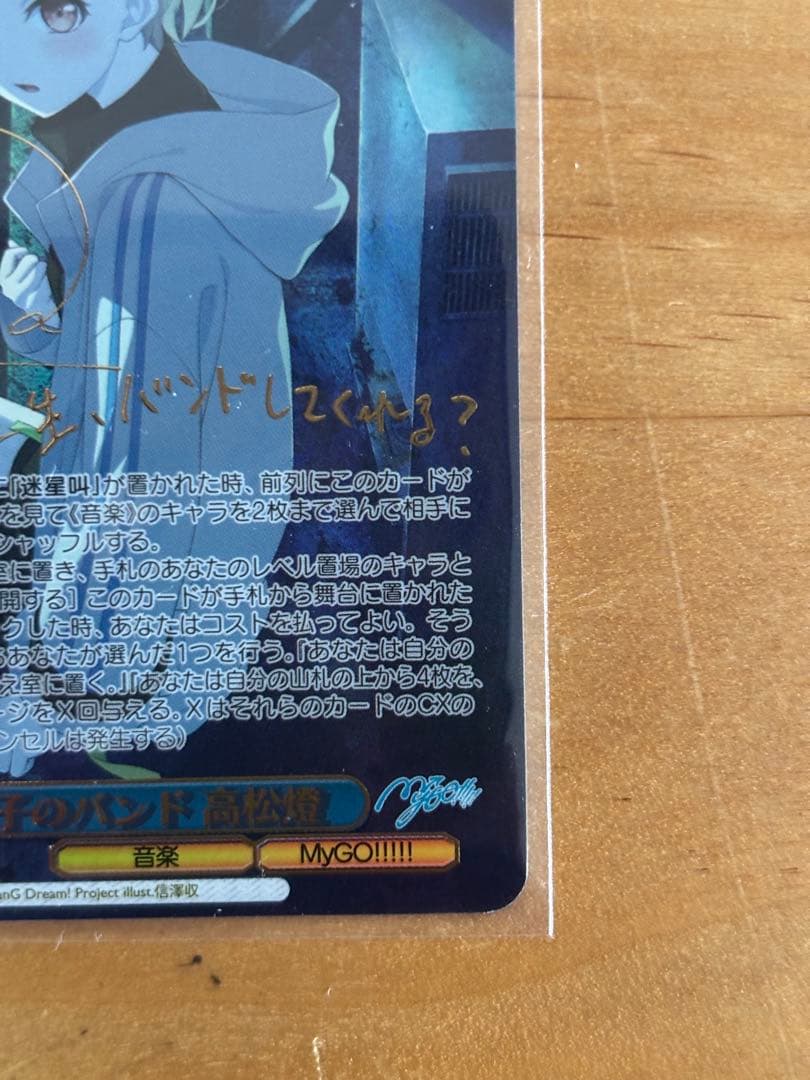 一生、バンドしてくれる?
に「迷星叫」が置かれた時、前列にこのカードが
を見て《音楽》のキャラを2枚まで選んで相手に
シャッフルする。
室に置き、手札のあなたのレベル置場のキャラと
開する］このカードが手札から舞台に置かれた
クした時、あなたはコストを払ってよい。そう
るあなたが選んだ1つを行う。『あなたは自分の
え室に置く。』『あなたは自分の山札の上から4枚を、
ージをX回与える。Xはそれらのカードのの
ンセルは発生する)
子のバンド 高松燈
MyGO!!!!!
音楽
MyGO!!!!!
anG Dream! Project illust.信澤収